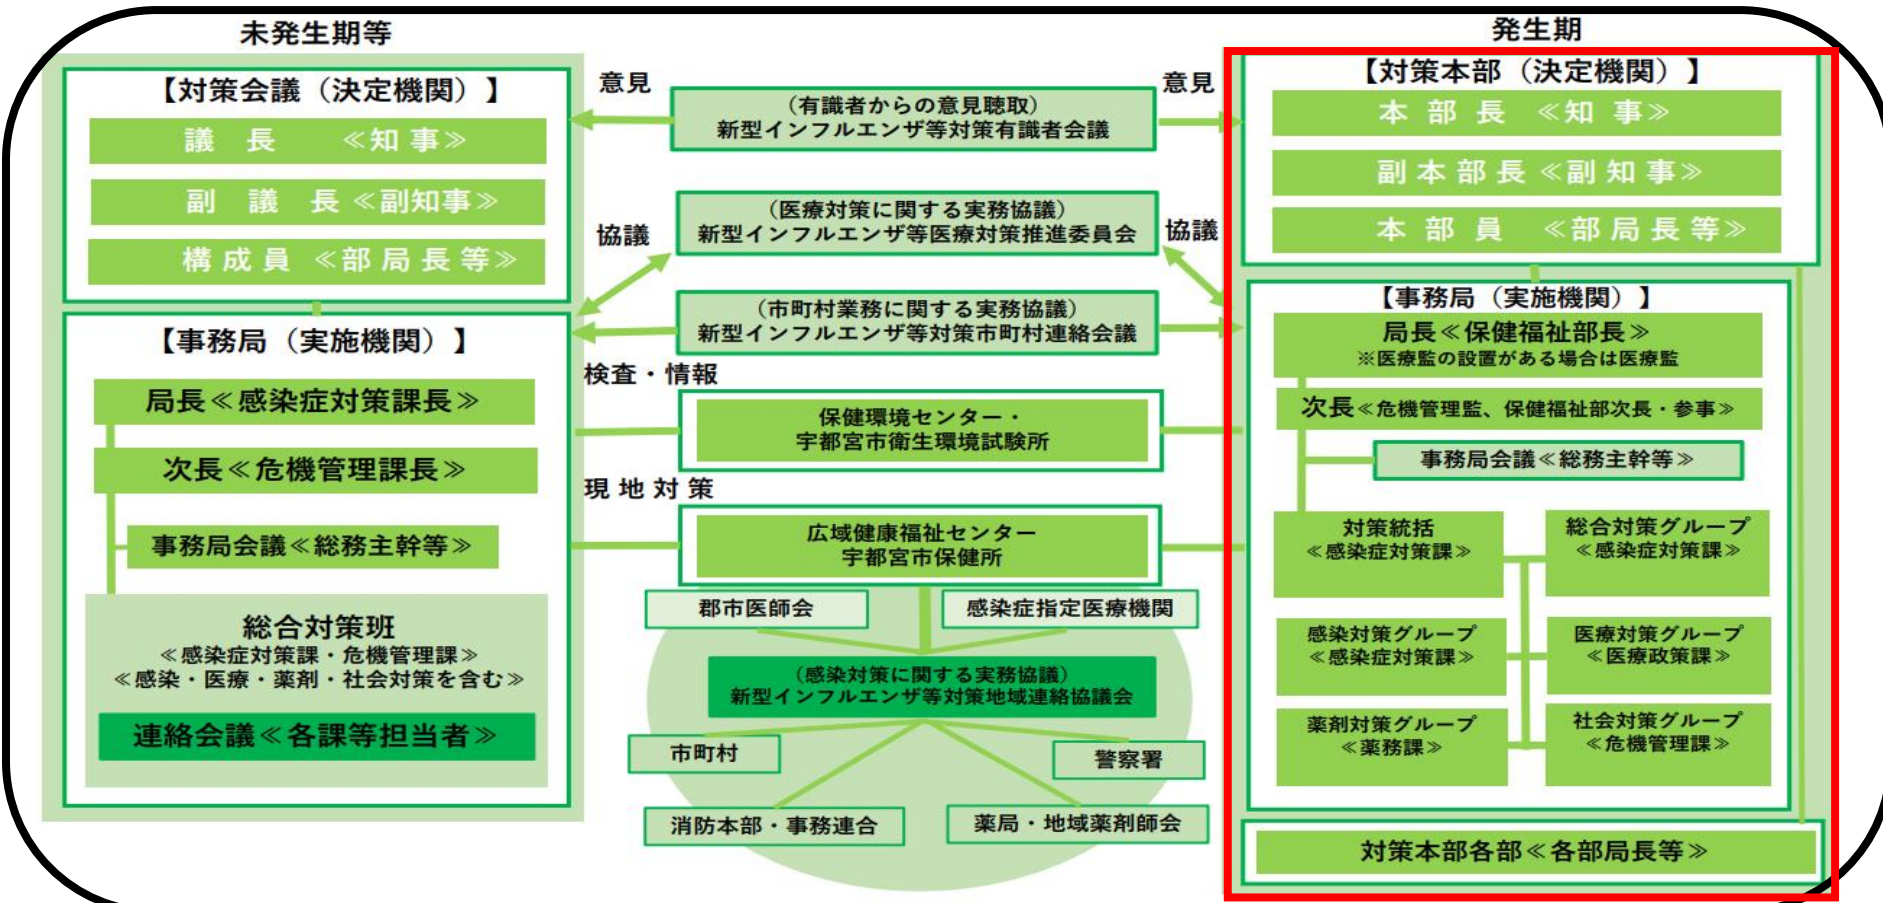 未発生期等
【対策会議（決定機関）】
議　長　≪知 事≫
副　議　長 ≪副知事≫
構 成 員 ≪部 局 長 等≫
【事務局（実施機関）】
局長≪感染症対策課長≫
次長≪危機管理課長≫
事務局会議≪総務主幹等≫
総合対策班
≪感染症対策課・危機管理課≫
≪感染・医療・薬剤・社会対策を含む≫
連絡会議≪各課等担当者≫
意見
（有識者からの意見聴取）
新型インフルエンザ等対策有識者会議
意見
協議
（医療対策に関する実務協議）
新型インフルエンザ等医療対策推進委員会
協議
（市町村業務に関する実務協議）
新型インフルエンザ等対策市町村連絡会議
検査・情報
保健環境センター・
宇都宮市衛生環境試験所
現 地 対 策
広域健康福祉センター
宇都宮市保健所
郡市医師会
感染症指定医療機関
（感染対策に関する実務協議）
新型インフルエンザ等対策地域連絡協議会
市町村
警察署
消防本部・事務連合
薬局・地域薬剤師会
発生期
【対策本部（決定機関）】
本 部 長 ≪知 事≫
副 本 部 長 ≪副 知 事≫
本 部 員 ≪部 局 長 等≫
【事務局（実施機関）】
局長≪保健福祉部長≫
※医療監の設置がある場合は医療監
次長≪危機管理監、保健福祉部次長・参事≫
事務局会議≪総務主幹等≫
対策統括
≪感染症対策課≫
総合対策グループ
≪感染症対策課≫
感染対策グループ
≪感染症対策課≫
医療対策グループ
≪医療政策課≫
薬剤対策グループ
≪薬務課≫
社会対策グループ
≪危機管理課≫
対策本部各部≪各部局長等≫